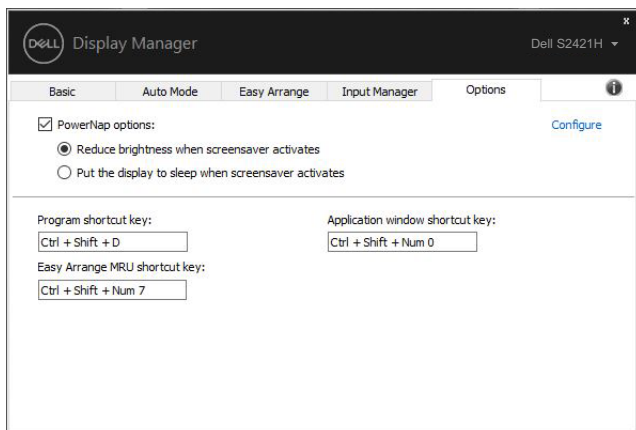 x
DELL Display Manager Dell S2421H
Basic Auto Mode Easy Arrange Input Manager Options i
PowerNap options: Configure
Reduce brightness when screensaver activates
Put the display to sleep when screensaver activates
Program shortcut key: Application window shortcut key:
Ctrl + Shift + D Ctrl + Shift + Num 0
Easy Arrange MRU shortcut key:
Ctrl + Shift + Num 7